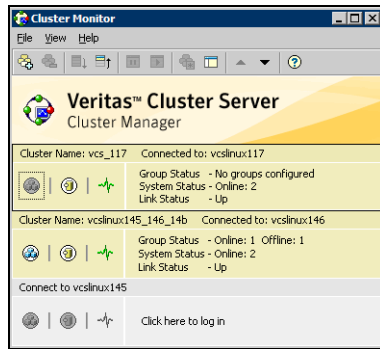 Cluster Monitor
File View Help
Veritas™ Cluster Server
Cluster Manager
Cluster Name: vcs_117 Connected to: vcslinux117
Group Status - No groups configured
System Status - Online: 2
Link Status - Up
Cluster Name: vcslinux145_146_14b Connected to: vcslinux146
Group Status - Online: 1 Offline: 1
System Status - Online: 2
Link Status - Up
Connect to vcslinux145
Click here to log in